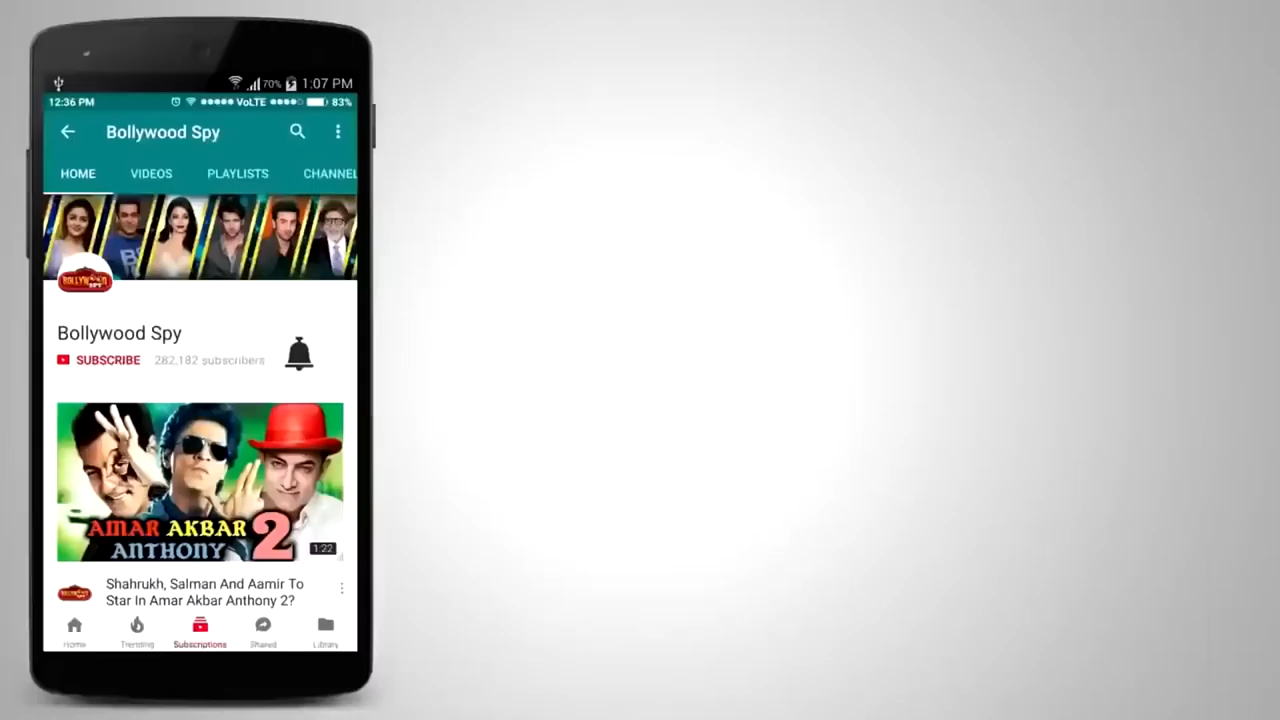 70% 1:07 PM
12:36 PM VoLTE 83%
Bollywood Spy
HOME VIDEOS PLAYLISTS CHANNEL
BOLLYWOOD SPY
Bollywood Spy
SUBSCRIBE 282,182 subscribers
AMAR AKBAR 2
ANTHONY
1:22
Shahrukh, Salman And Aamir To
Star In Amar Akbar Anthony 2?
Home Trending Subscriptions Shared Library